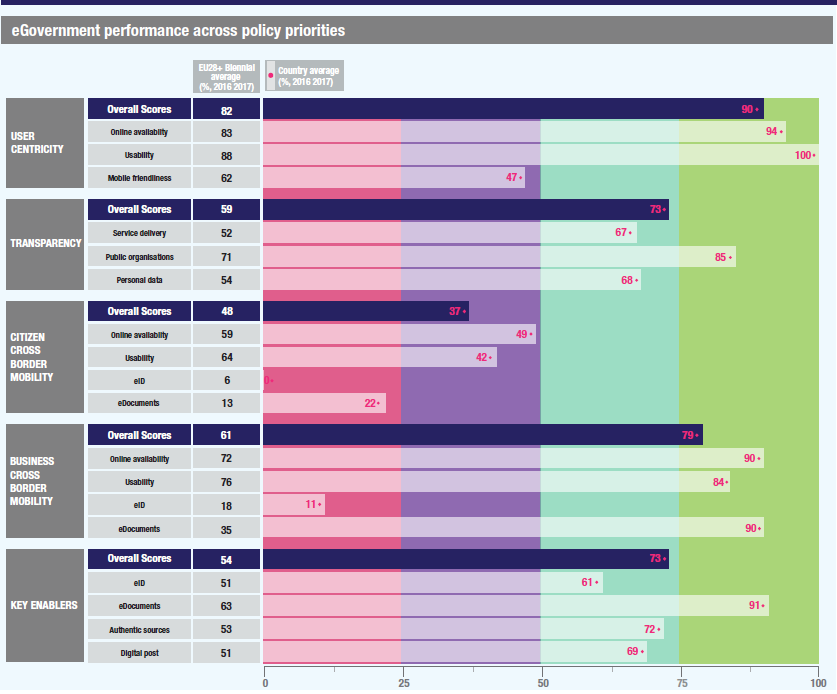 eGovernment performance across policy priorities
EU28+ Biennial
average
(%, 2016 2017)
Country average
(%, 2016 2017)
USER
CENTRICITY
Overall Scores 82 90
Online availability 83 94
Usability 88 100
Mobile friendliness 62 47
TRANSPARENCY
Overall Scores 59 73
Service delivery 52 67
Public organisations 71 85
Personal data 54 68
CITIZEN
CROSS
BORDER
MOBILITY
Overall Scores 48 37
Online availability 59 49
Usability 64 42
eID 6 0
eDocuments 13 22
BUSINESS
CROSS
BORDER
MOBILITY
Overall Scores 61 79
Online availability 72 90
Usability 76 84
eID 18 11
eDocuments 35 90
KEY ENABLERS
Overall Scores 54 73
eID 51 61
eDocuments 63 91
Authentic sources 53 72
Digital post 51 69
0 25 50 75 100